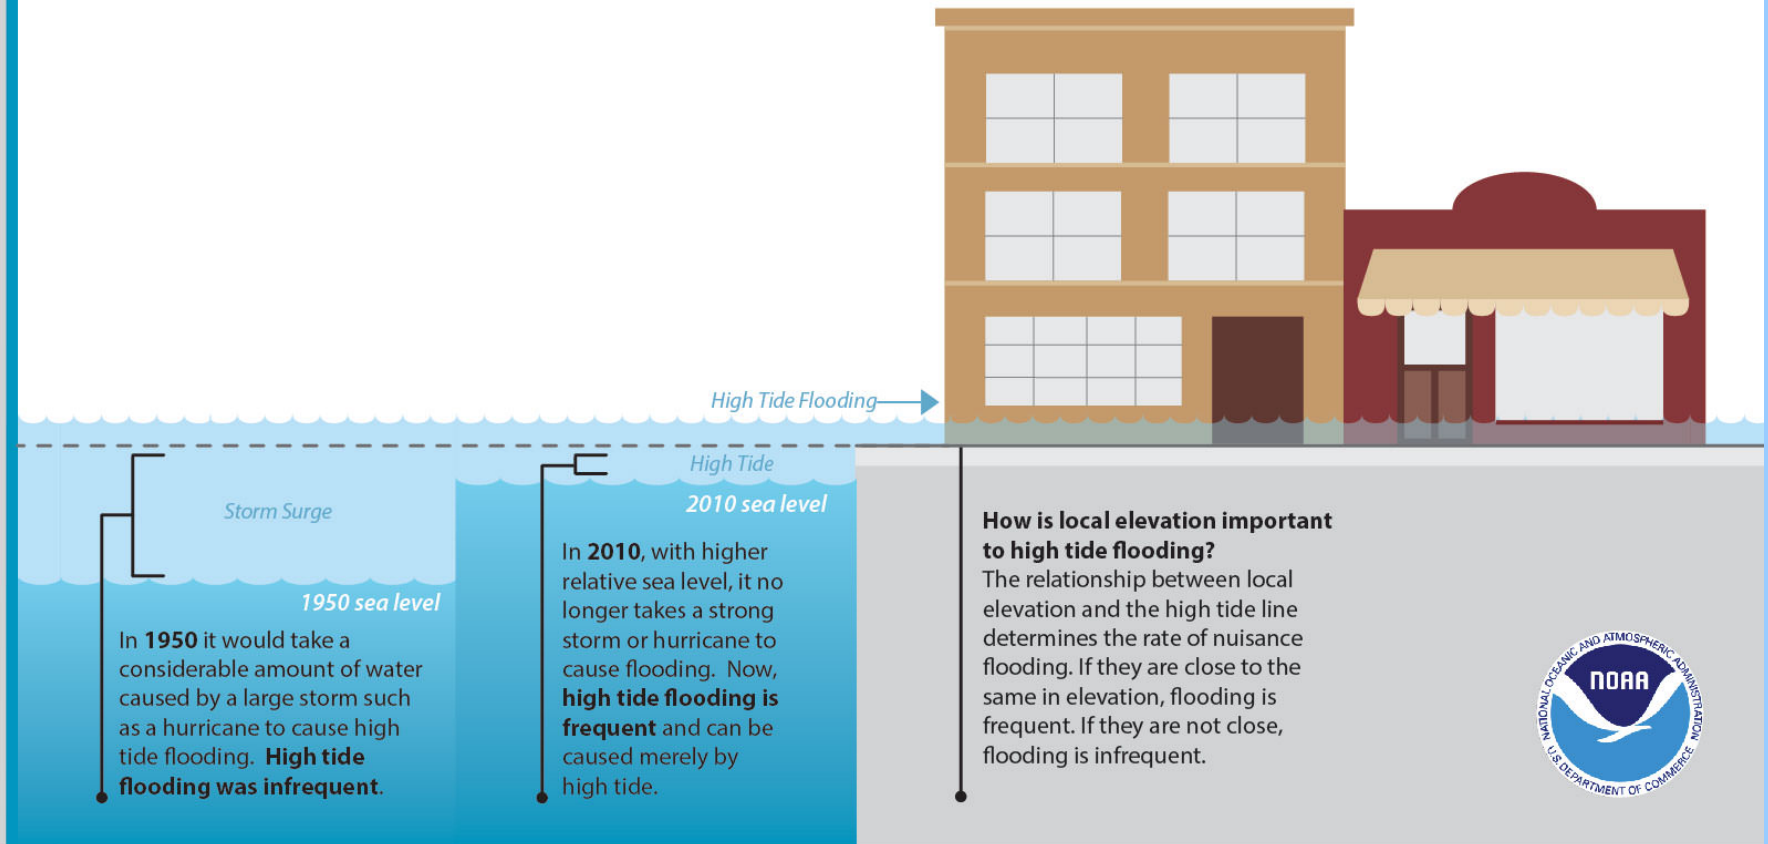 High Tide Flooding
Storm Surge
1950 sea level
In 1950 it would take a
considerable amount of water
caused by a large storm such
as a hurricane to cause high
tide flooding. High tide
flooding was infrequent.
High Tide
2010 sea level
In 2010, with higher
relative sea level, it no
longer takes a strong
storm or hurricane to
cause flooding. Now,
high tide flooding is
frequent and can be
caused merely by
high tide.
How is local elevation important
to high tide flooding?
The relationship between local
elevation and the high tide line
determines the rate of nuisance
flooding. If they are close to the
same in elevation, flooding is
frequent. If they are not close,
flooding is infrequent.
NATIONAL OCEANIC AND ATMOSPHERIC ADMINISTRATION
NOAA
U.S. DEPARTMENT OF COMMERCE